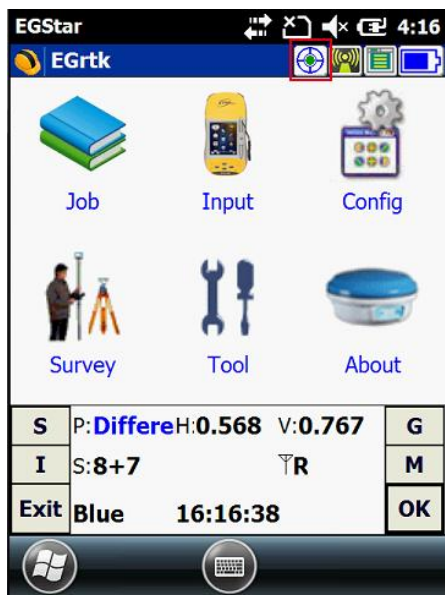 EGStar 4:16
EGrtk
Job Input Config
Survey Tool About
S P:Differe H:0.568 V:0.767 G
I S:8+7 R M
Exit Blue 16:16:38 OK